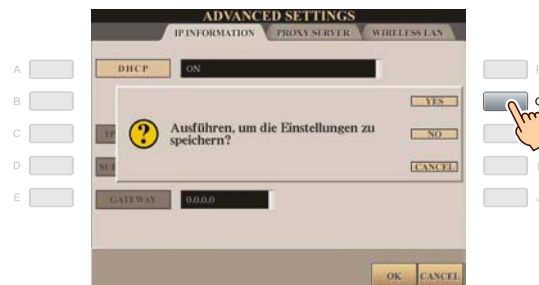 ADVANCED SETTINGS
IP INFORMATION PROXY SERVER WIRELESS LAN
A
DHCP ON
B
YES
C
Ausführen, um die Einstellungen zu
speichern?
NO
D
CANCEL
E
GATEWAY 0.0.0.0
OK CANCEL